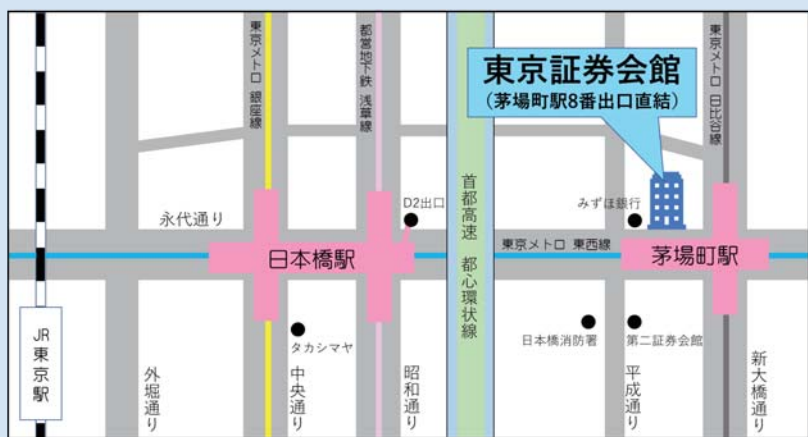 東京メトロ 銀座線
都営地下鉄 浅草線
東京証券会館
(茅場町駅8番出口直結)
東京メトロ 日比谷線
首都高速 都心環状線
D2出口
みずほ銀行
永代通り
日本橋駅
東京メトロ 東西線
茅場町駅
JR東京駅
タカシマヤ
日本橋消防署
第二証券会館
外堀通り
中央通り
昭和通り
平成通り
新大橋通り